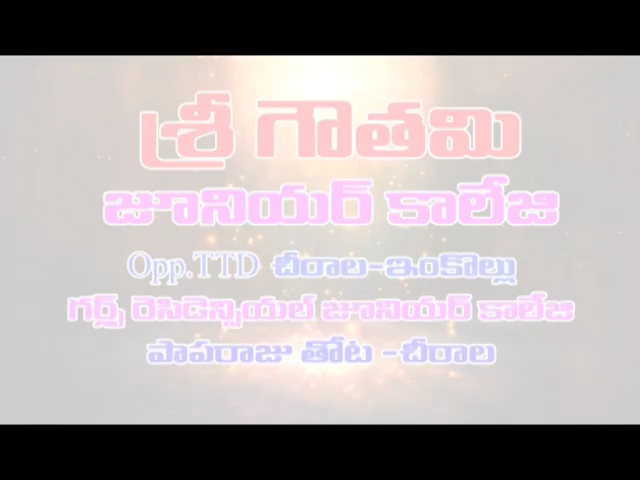 శ్రీ గౌతమి
జూనియర్ కాలేజి
Opp.TTD చీరాల-ఇంకొల్లు
గర్ల్స్ రెసిడెన్షియల్ జూనియర్ కాలేజి
పాపరాజు తోట -చీరాల